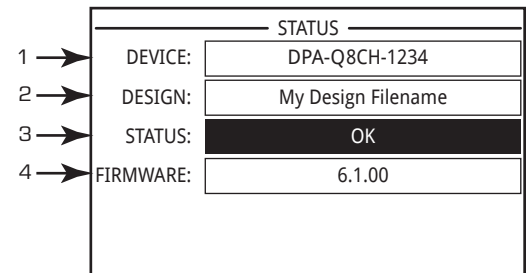 STATUS
1 DEVICE: DPA-Q8CH-1234
2 DESIGN: My Design Filename
3 STATUS: OK
4 FIRMWARE: 6.1.00